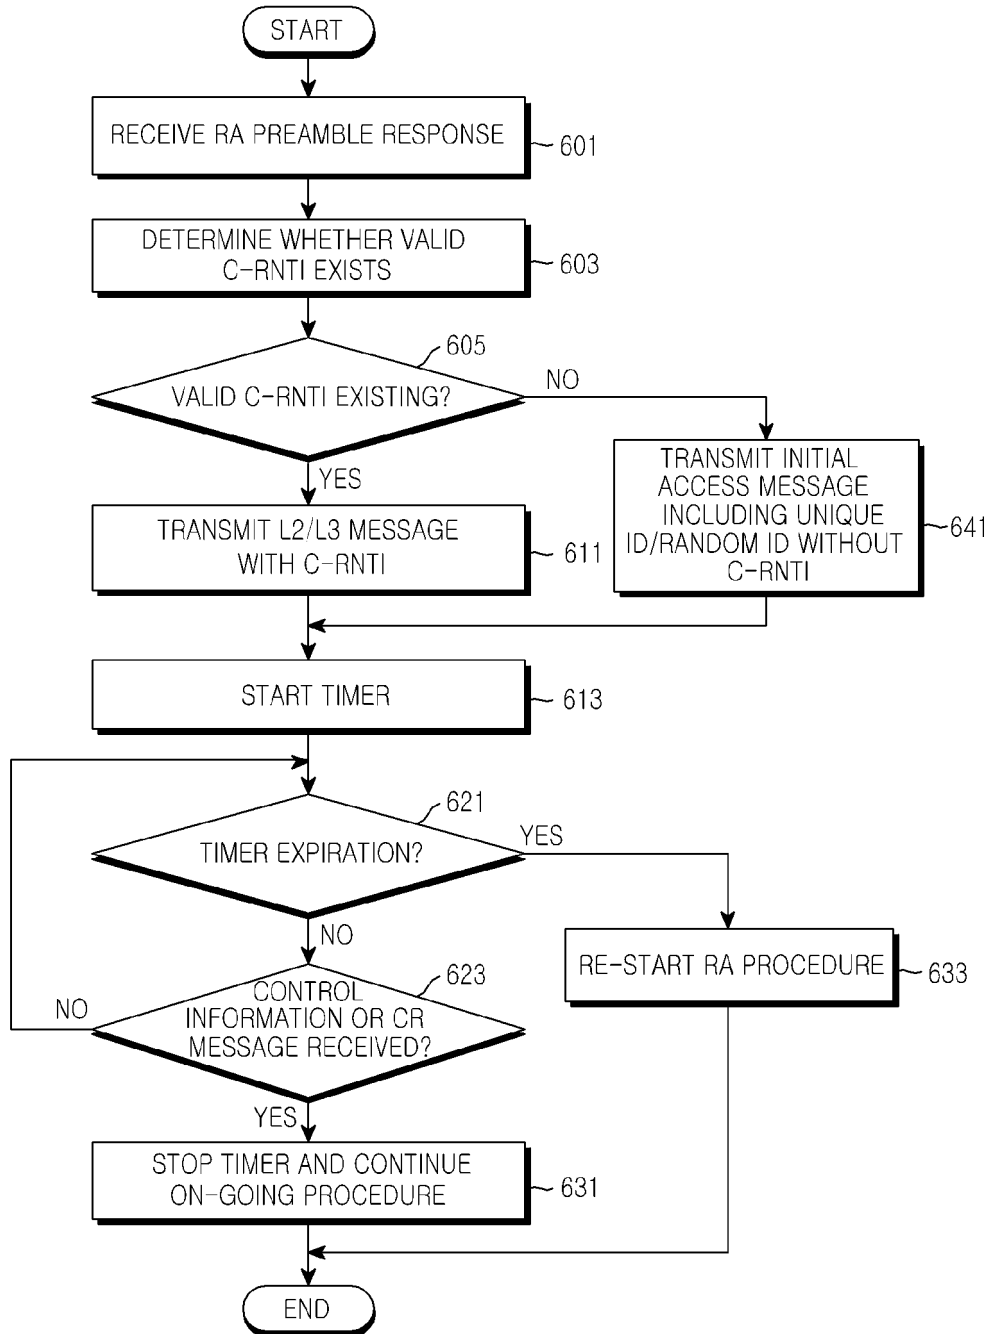 START
RECEIVE RA PREAMBLE RESPONSE
601
DETERMINE WHETHER VALID
C-RNTI EXISTS
603
605
VALID C-RNTI EXISTING?
NO
YES
TRANSMIT INITIAL
ACCESS MESSAGE
INCLUDING UNIQUE
ID/RANDOM ID WITHOUT
C-RNTI
641
TRANSMIT L2/L3 MESSAGE
WITH C-RNTI
611
START TIMER
613
621
TIMER EXPIRATION?
YES
NO
RE-START RA PROCEDURE
633
623
CONTROL
INFORMATION OR CR
MESSAGE RECEIVED?
NO
YES
STOP TIMER AND CONTINUE
ON-GOING PROCEDURE
631
END